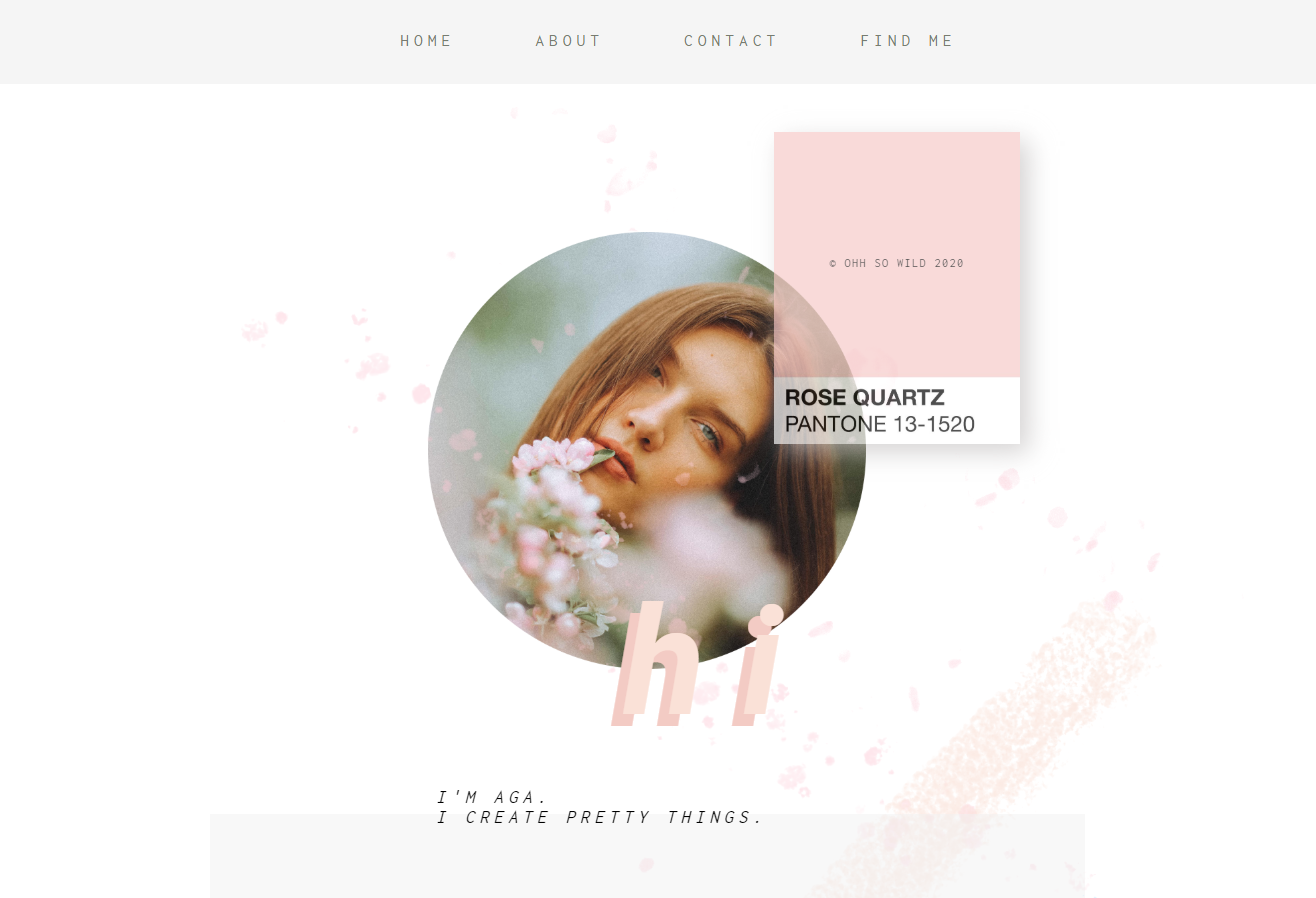 HOME ABOUT CONTACT FIND ME
© OHH SO WILD 2020
ROSE QUARTZ
PANTONE 13-1520
hi
I'M AGA.
I CREATE PRETTY THINGS.